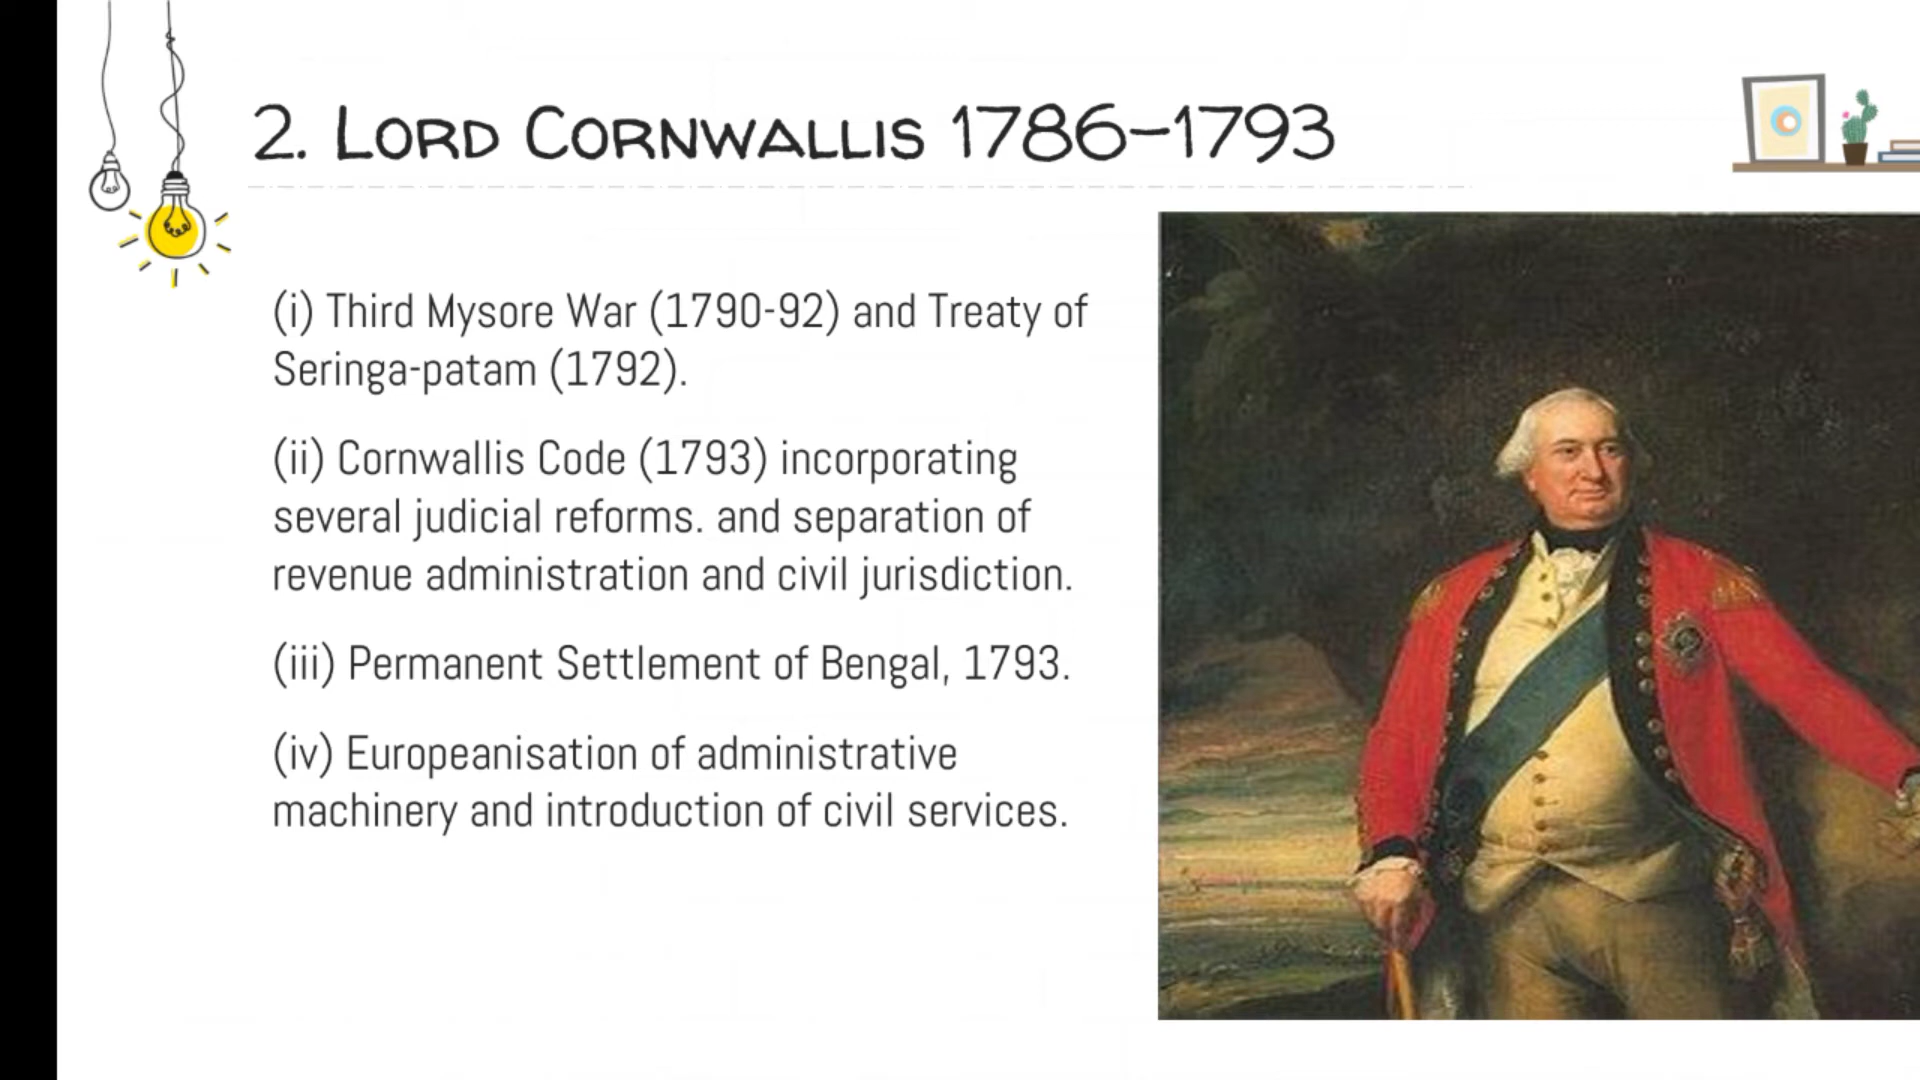 2. LORD CORNWALLIS 1786–1793
(i) Third Mysore War (1790-92) and Treaty of
Seringa-patam (1792).
(ii) Cornwallis Code (1793) incorporating
several judicial reforms. and separation of
revenue administration and civil jurisdiction.
(iii) Permanent Settlement of Bengal, 1793.
(iv) Europeanisation of administrative
machinery and introduction of civil services.